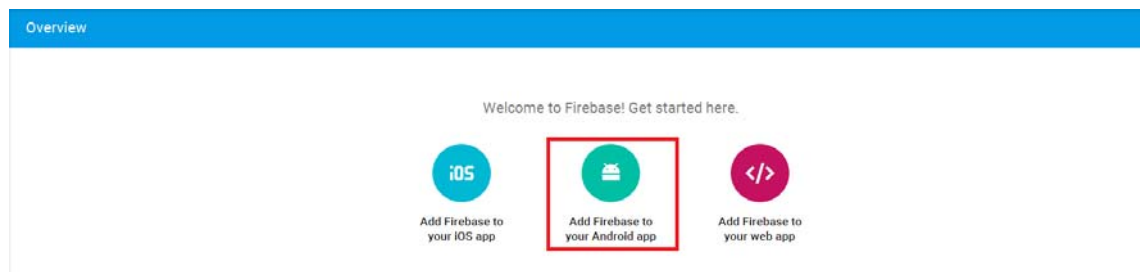 Overview
Welcome to Firebase! Get started here.
iOS
</>
Add Firebase to
your iOS app
Add Firebase to
your Android app
Add Firebase to
your web app